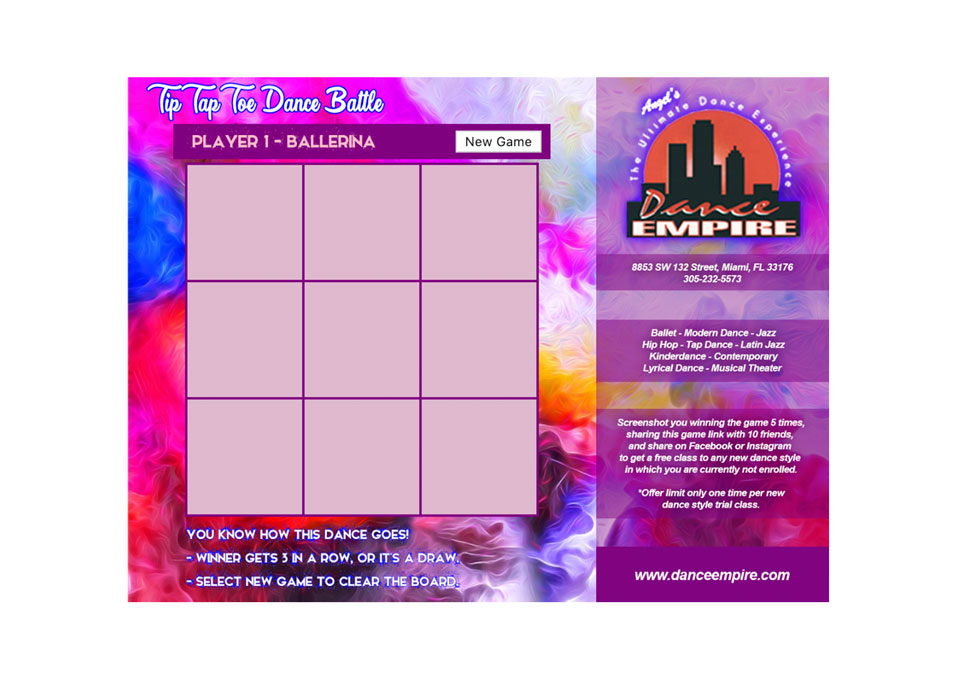 Tip Tap Toe Dance Battle
PLAYER 1 - BALLERINA
New Game
YOU KNOW HOW THIS DANCE GOES!
- WINNER GETS 3 IN A ROW, OR IT'S A DRAW.
- SELECT NEW GAME TO CLEAR THE BOARD.
Angel's
The Ultimate Dance Experience
Dance
EMPIRE
8853 SW 132 Street, Miami, FL 33176
305-232-5573
Ballet - Modern Dance - Jazz
Hip Hop - Tap Dance - Latin Jazz
Kinderdance - Contemporary
Lyrical Dance - Musical Theater
Screenshot you winning the game 5 times,
sharing this game link with 10 friends,
and share on Facebook or Instagram
to get a free class to any new dance style
in which you are currently not enrolled.
*Offer limit only one time per new
dance style trial class.
www.danceempire.com